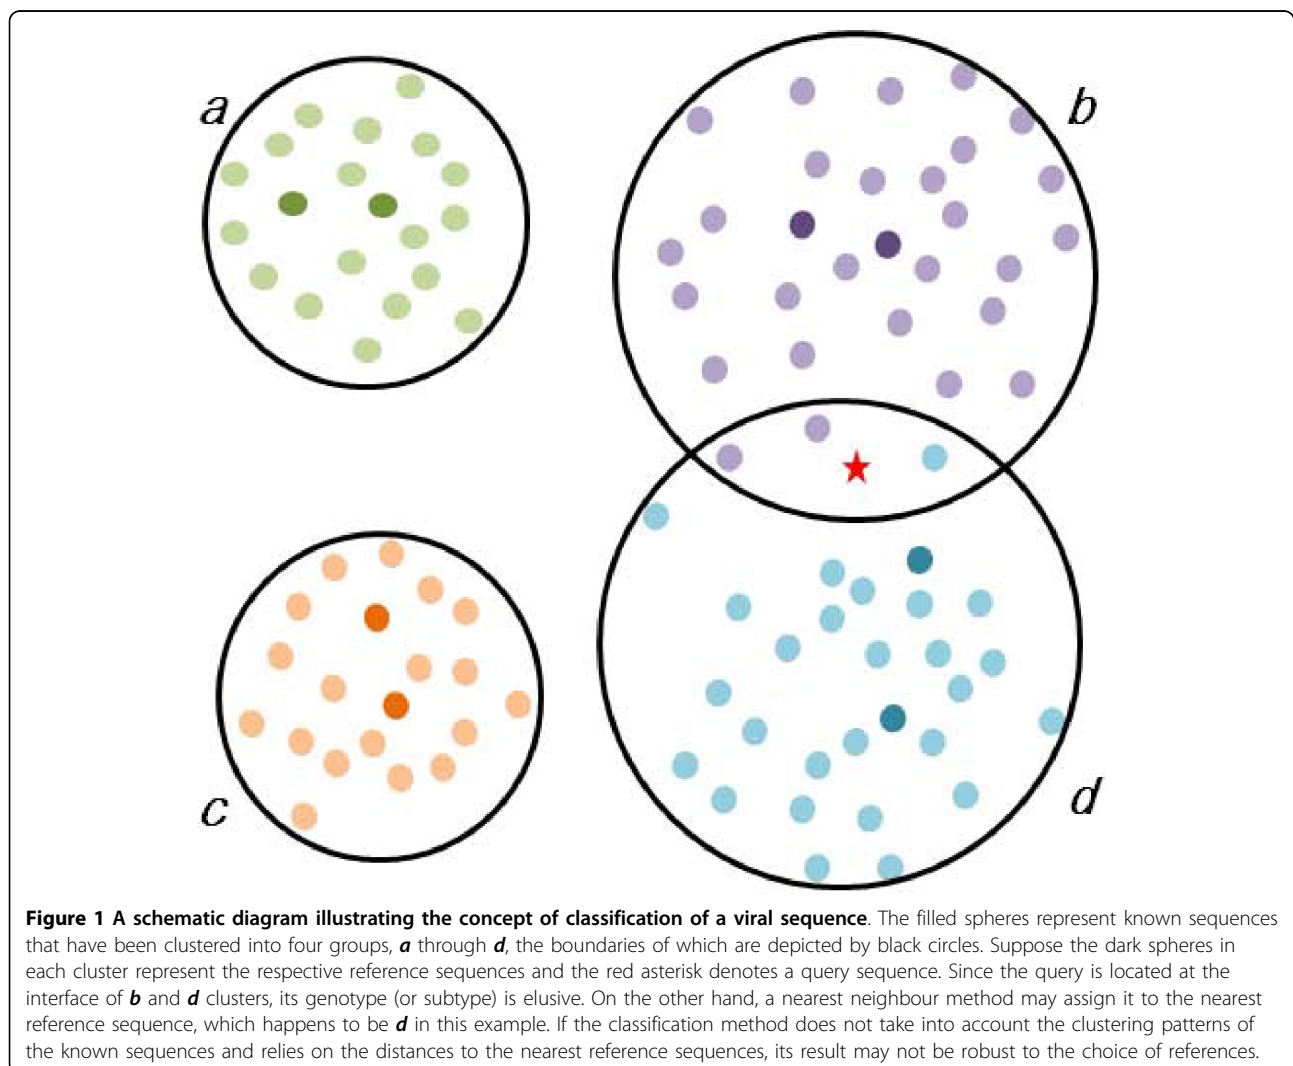 a
b
c
d
Figure 1 A schematic diagram illustrating the concept of classification of a viral sequence. The filled spheres represent known sequences
that have been clustered into four groups, a through d, the boundaries of which are depicted by black circles. Suppose the dark spheres in
each cluster represent the respective reference sequences and the red asterisk denotes a query sequence. Since the query is located at the
interface of b and d clusters, its genotype (or subtype) is elusive. On the other hand, a nearest neighbour method may assign it to the nearest
reference sequence, which happens to be d in this example. If the classification method does not take into account the clustering patterns of
the known sequences and relies on the distances to the nearest reference sequences, its result may not be robust to the choice of references.